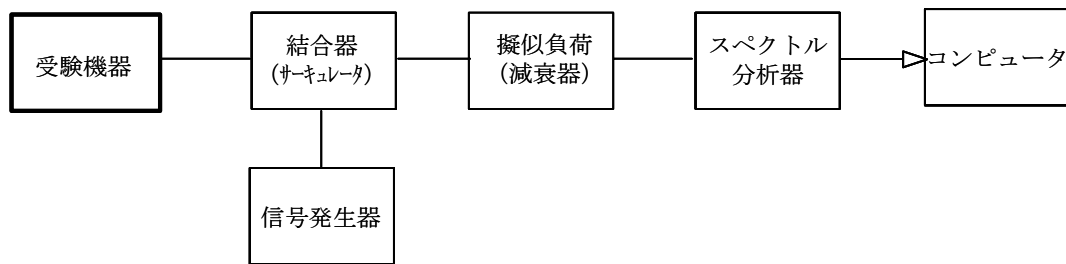 受験機器
結合器
(ｻｰｷｭﾚｰﾀ)
擬似負荷
(減衰器)
スペクトル
分析器
コンピュータ
信号発生器